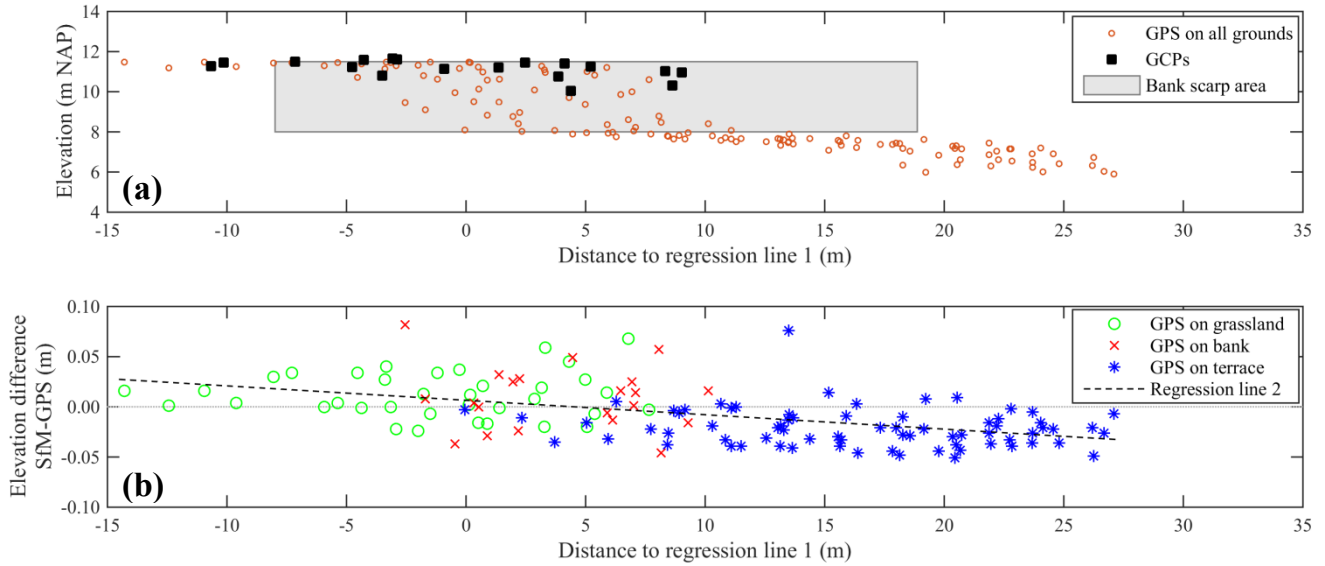 14
12
10
8
6
4
Elevation (m NAP)
(a)
GPS on all grounds
GCPs
Bank scarp area
-15 -10 -5 0 5 10 15 20 25 30 35
Distance to regression line 1 (m)
0.10
0.05
0.00
-0.05
-0.10
Elevation difference
SfM-GPS (m)
(b)
GPS on grassland
GPS on bank
GPS on terrace
Regression line 2
-15 -10 -5 0 5 10 15 20 25 30 35
Distance to regression line 1 (m)